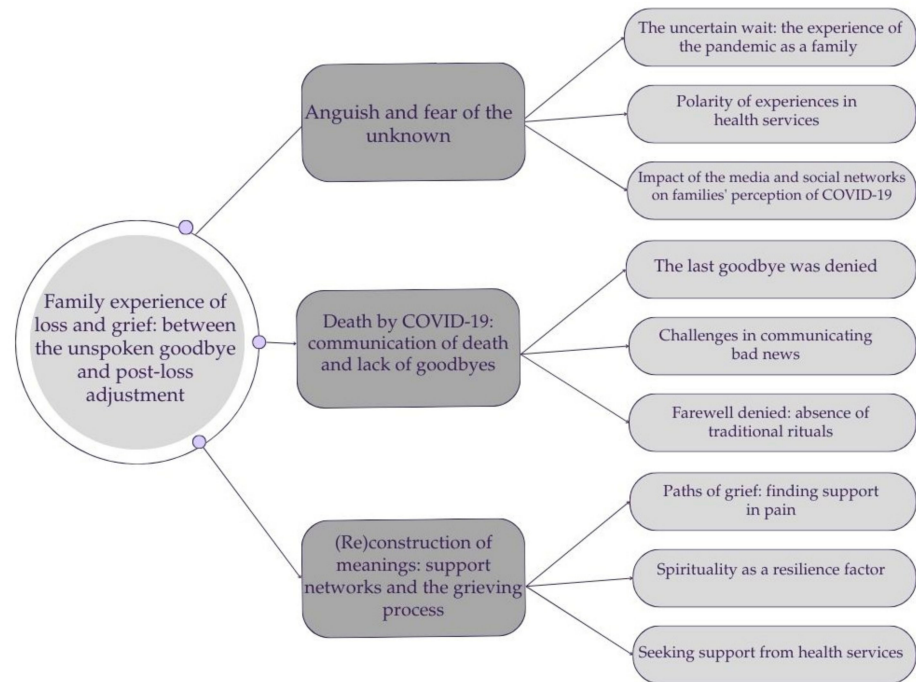 Family experience of
loss and grief: between
the unspoken goodbye
and post-loss
adjustment
Anguish and fear of the
unknown
The uncertain wait: the experience of
the pandemic as a family
Polarity of experiences in
health services
Impact of the media and social networks
on families' perception of COVID-19
Death by COVID-19:
communication of death
and lack of goodbyes
The last goodbye was denied
Challenges in communicating
bad news
Farewell denied: absence of
traditional rituals
(Re)construction of
meanings: support
networks and the grieving
process
Paths of grief: finding support
in pain
Spirituality as a resilience factor
Seeking support from health services